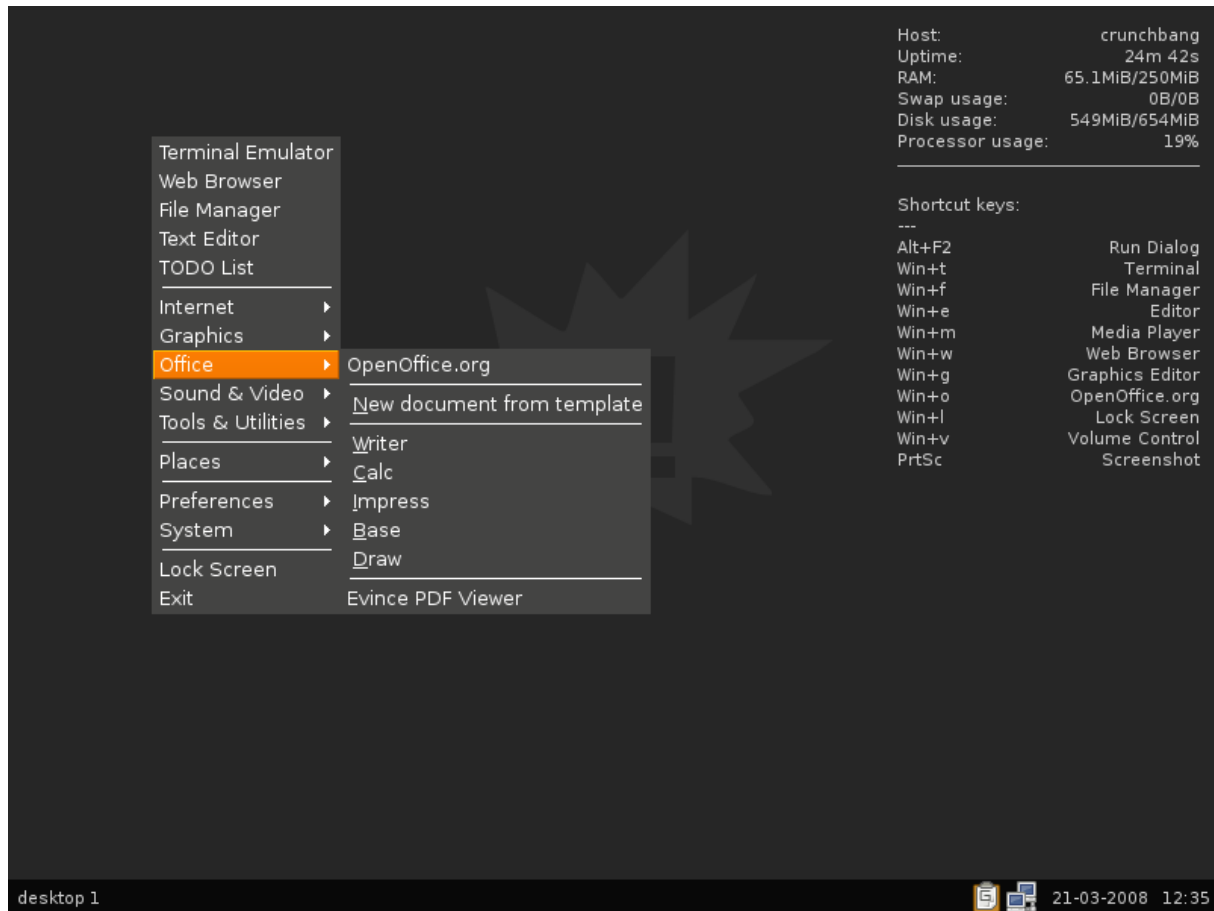 Host: crunchbang
Uptime: 24m 42s
RAM: 65.1MiB/250MiB
Swap usage: 0B/0B
Disk usage: 549MiB/654MiB
Processor usage: 19%
Shortcut keys:
---
Alt+F2 Run Dialog
Win+t Terminal
Win+f File Manager
Win+e Editor
Win+m Media Player
Win+w Web Browser
Win+g Graphics Editor
Win+o OpenOffice.org
Win+l Lock Screen
Win+v Volume Control
PrtSc Screenshot
Terminal Emulator
Web Browser
File Manager
Text Editor
TODO List
Internet
Graphics
Office
Sound & Video
Tools & Utilities
Places
Preferences
System
Lock Screen
Exit
OpenOffice.org
New document from template
Writer
Calc
Impress
Base
Draw
Evince PDF Viewer
desktop 1
21-03-2008 12:35